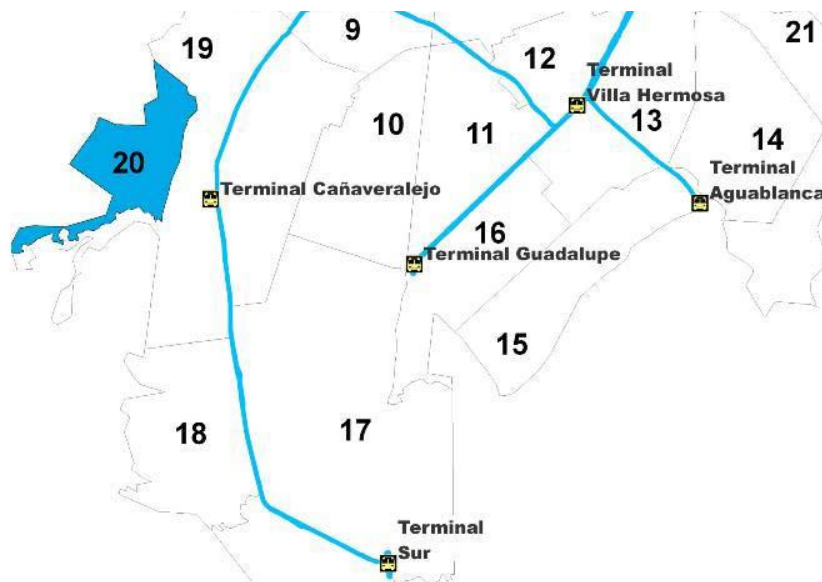 9
19
12
21
Terminal
Villa Hermosa
10
11
13
14
20
Terminal Cañaveralejo
Terminal
Aguablanca
16
Terminal Guadalupe
15
18
17
Terminal
Sur